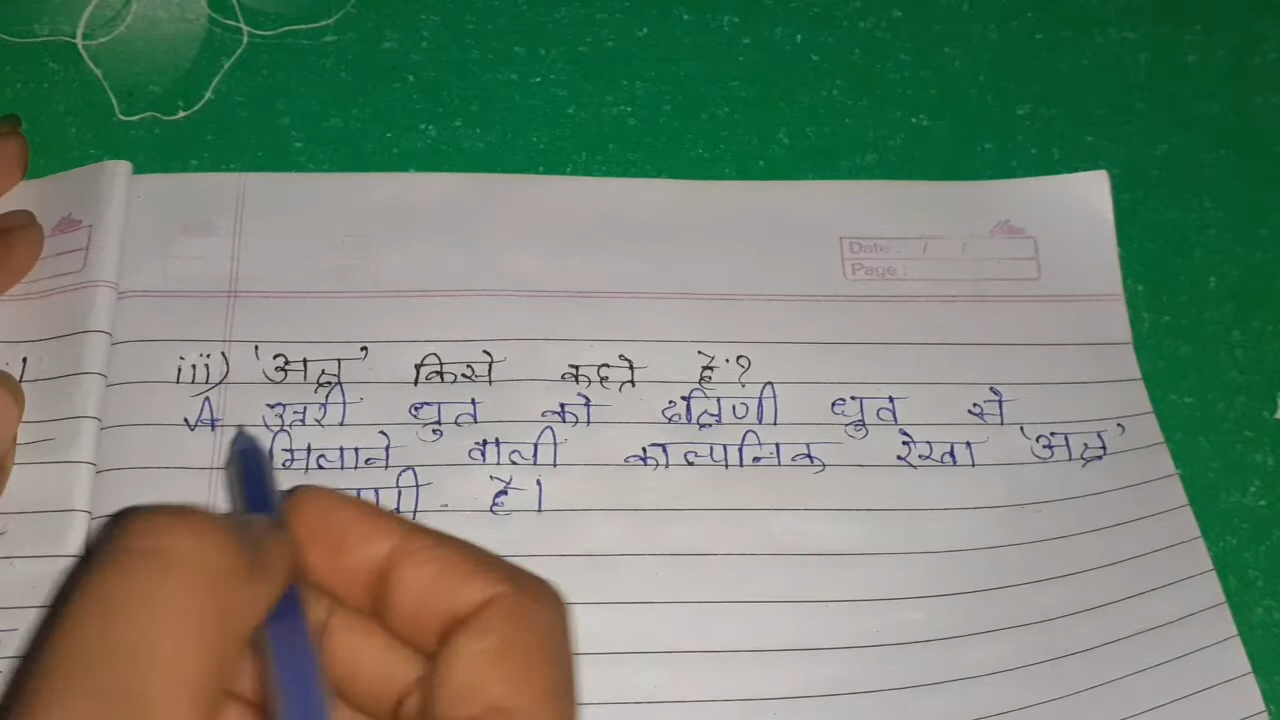 Date : / /
Page :
iii) 'अक्ष' किसे कहते हैं?
A उत्तरी ध्रुव को दक्षिणी ध्रुव से
मिलाने वाली काल्पनिक रेखा 'अक्ष'
है।